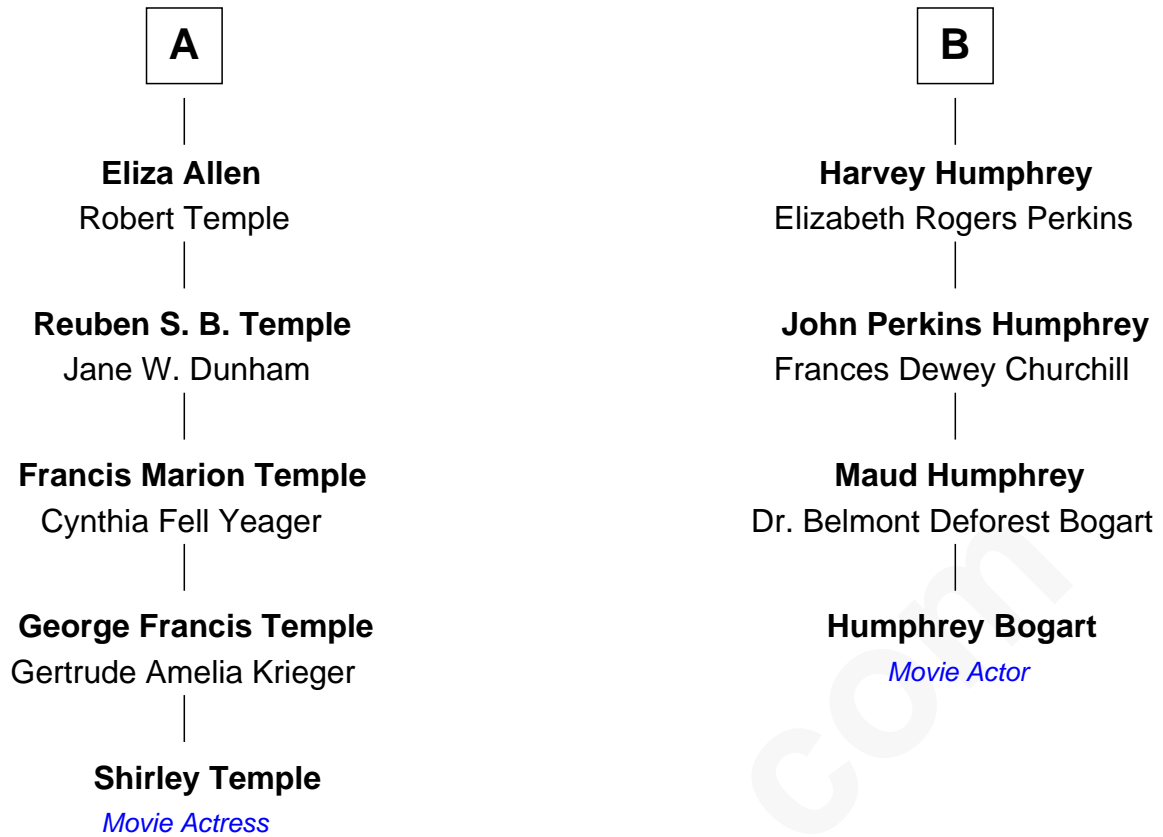 A
Eliza Allen
Robert Temple
Reuben S. B. Temple
Jane W. Dunham
Francis Marion Temple
Cynthia Fell Yeager
George Francis Temple
Gertrude Amelia Krieger
Shirley Temple
Movie Actress
B
Harvey Humphrey
Elizabeth Rogers Perkins
John Perkins Humphrey
Frances Dewey Churchill
Maud Humphrey
Dr. Belmont Deforest Bogart
Humphrey Bogart
Movie Actor
com